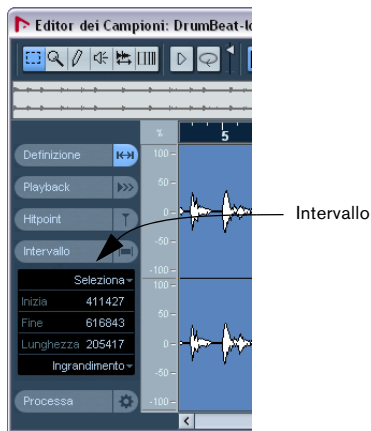 Editor dei Campioni: DrumBeat-lo
%
5
Definizione
100
Playback
50
Hitpoint
0
Intervallo
Intervallo
-50
-100
Seleziona
100
Inizia 411427
50
Fine 616843
Lunghezza 205417
0
Ingrandimento
-50
Processa
-100